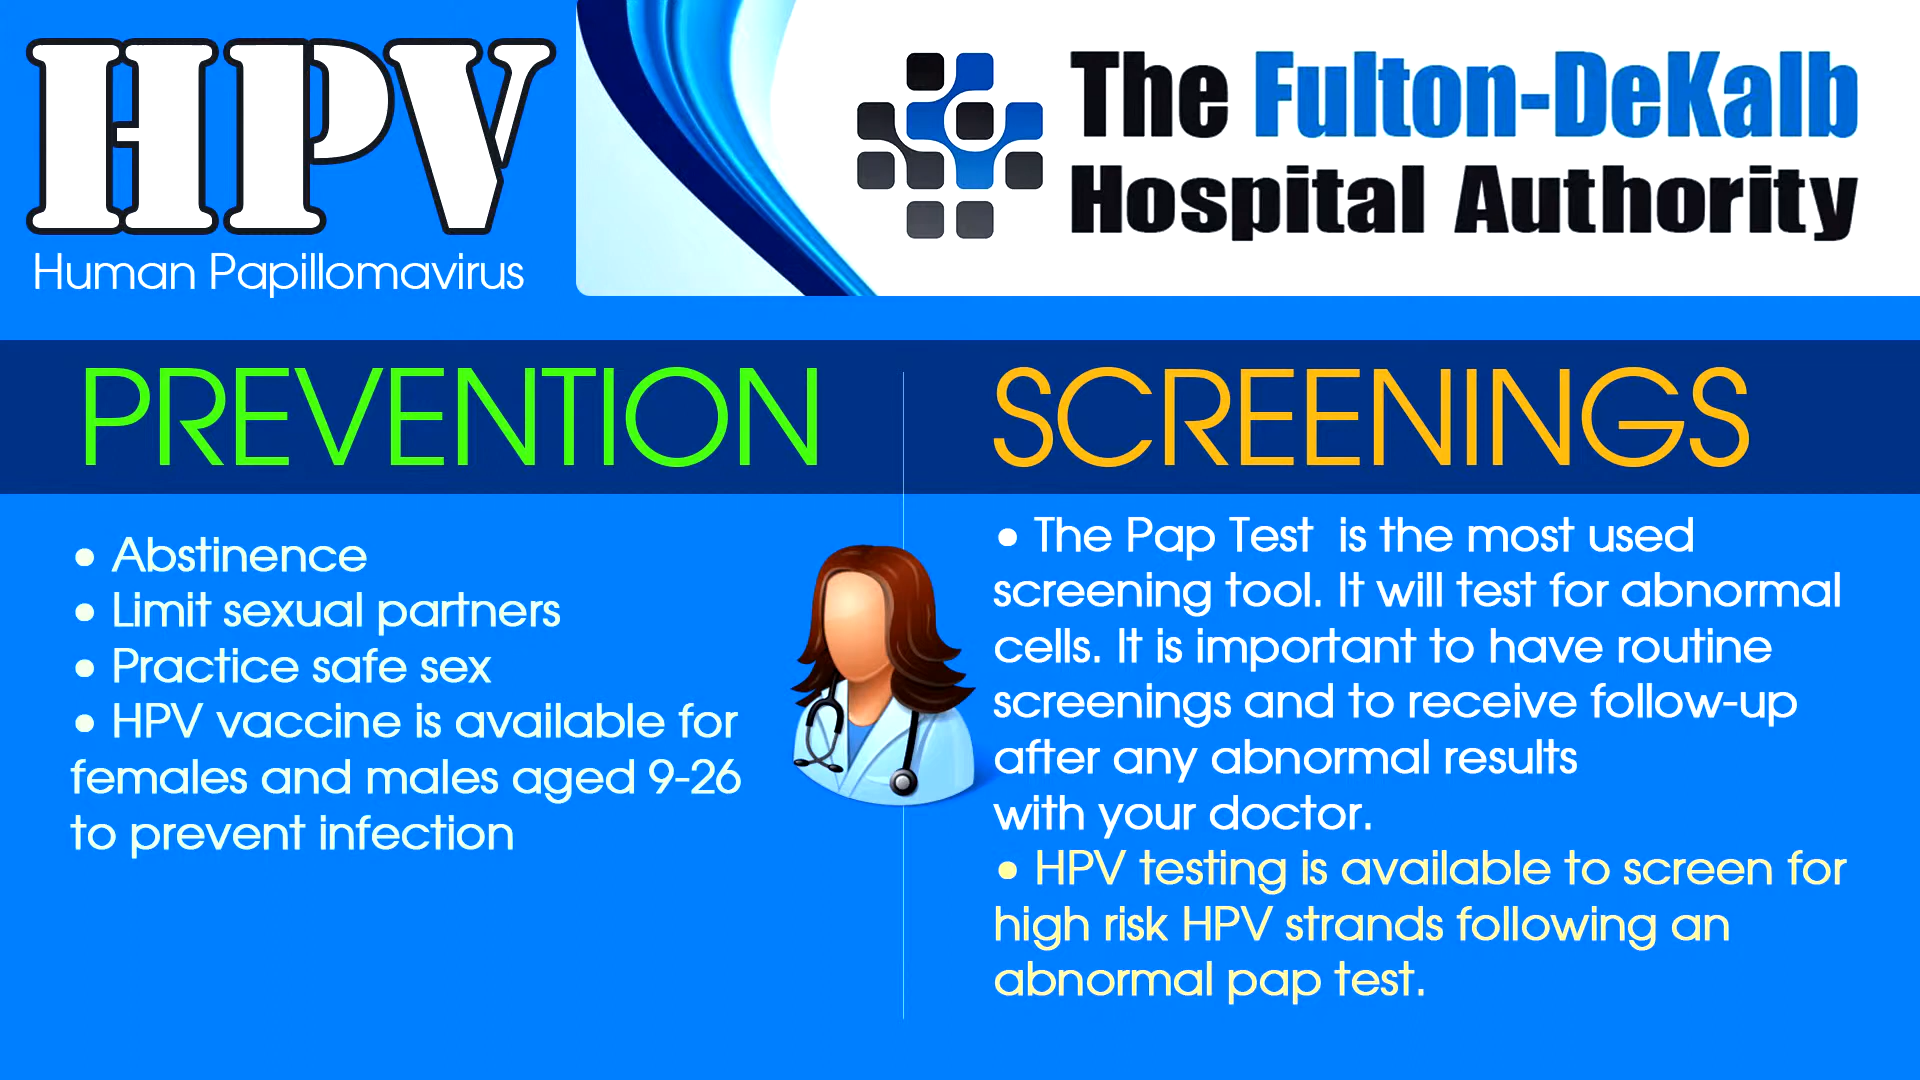 HPV
Human Papillomavirus
The Fulton-DeKalb
Hospital Authority
PREVENTION
• Abstinence
• Limit sexual partners
• Practice safe sex
• HPV vaccine is available for
females and males aged 9-26
to prevent infection
SCREENINGS
• The Pap Test is the most used
screening tool. It will test for abnormal
cells. It is important to have routine
screenings and to receive follow-up
after any abnormal results
with your doctor.
• HPV testing is available to screen for
high risk HPV strands following an
abnormal pap test.